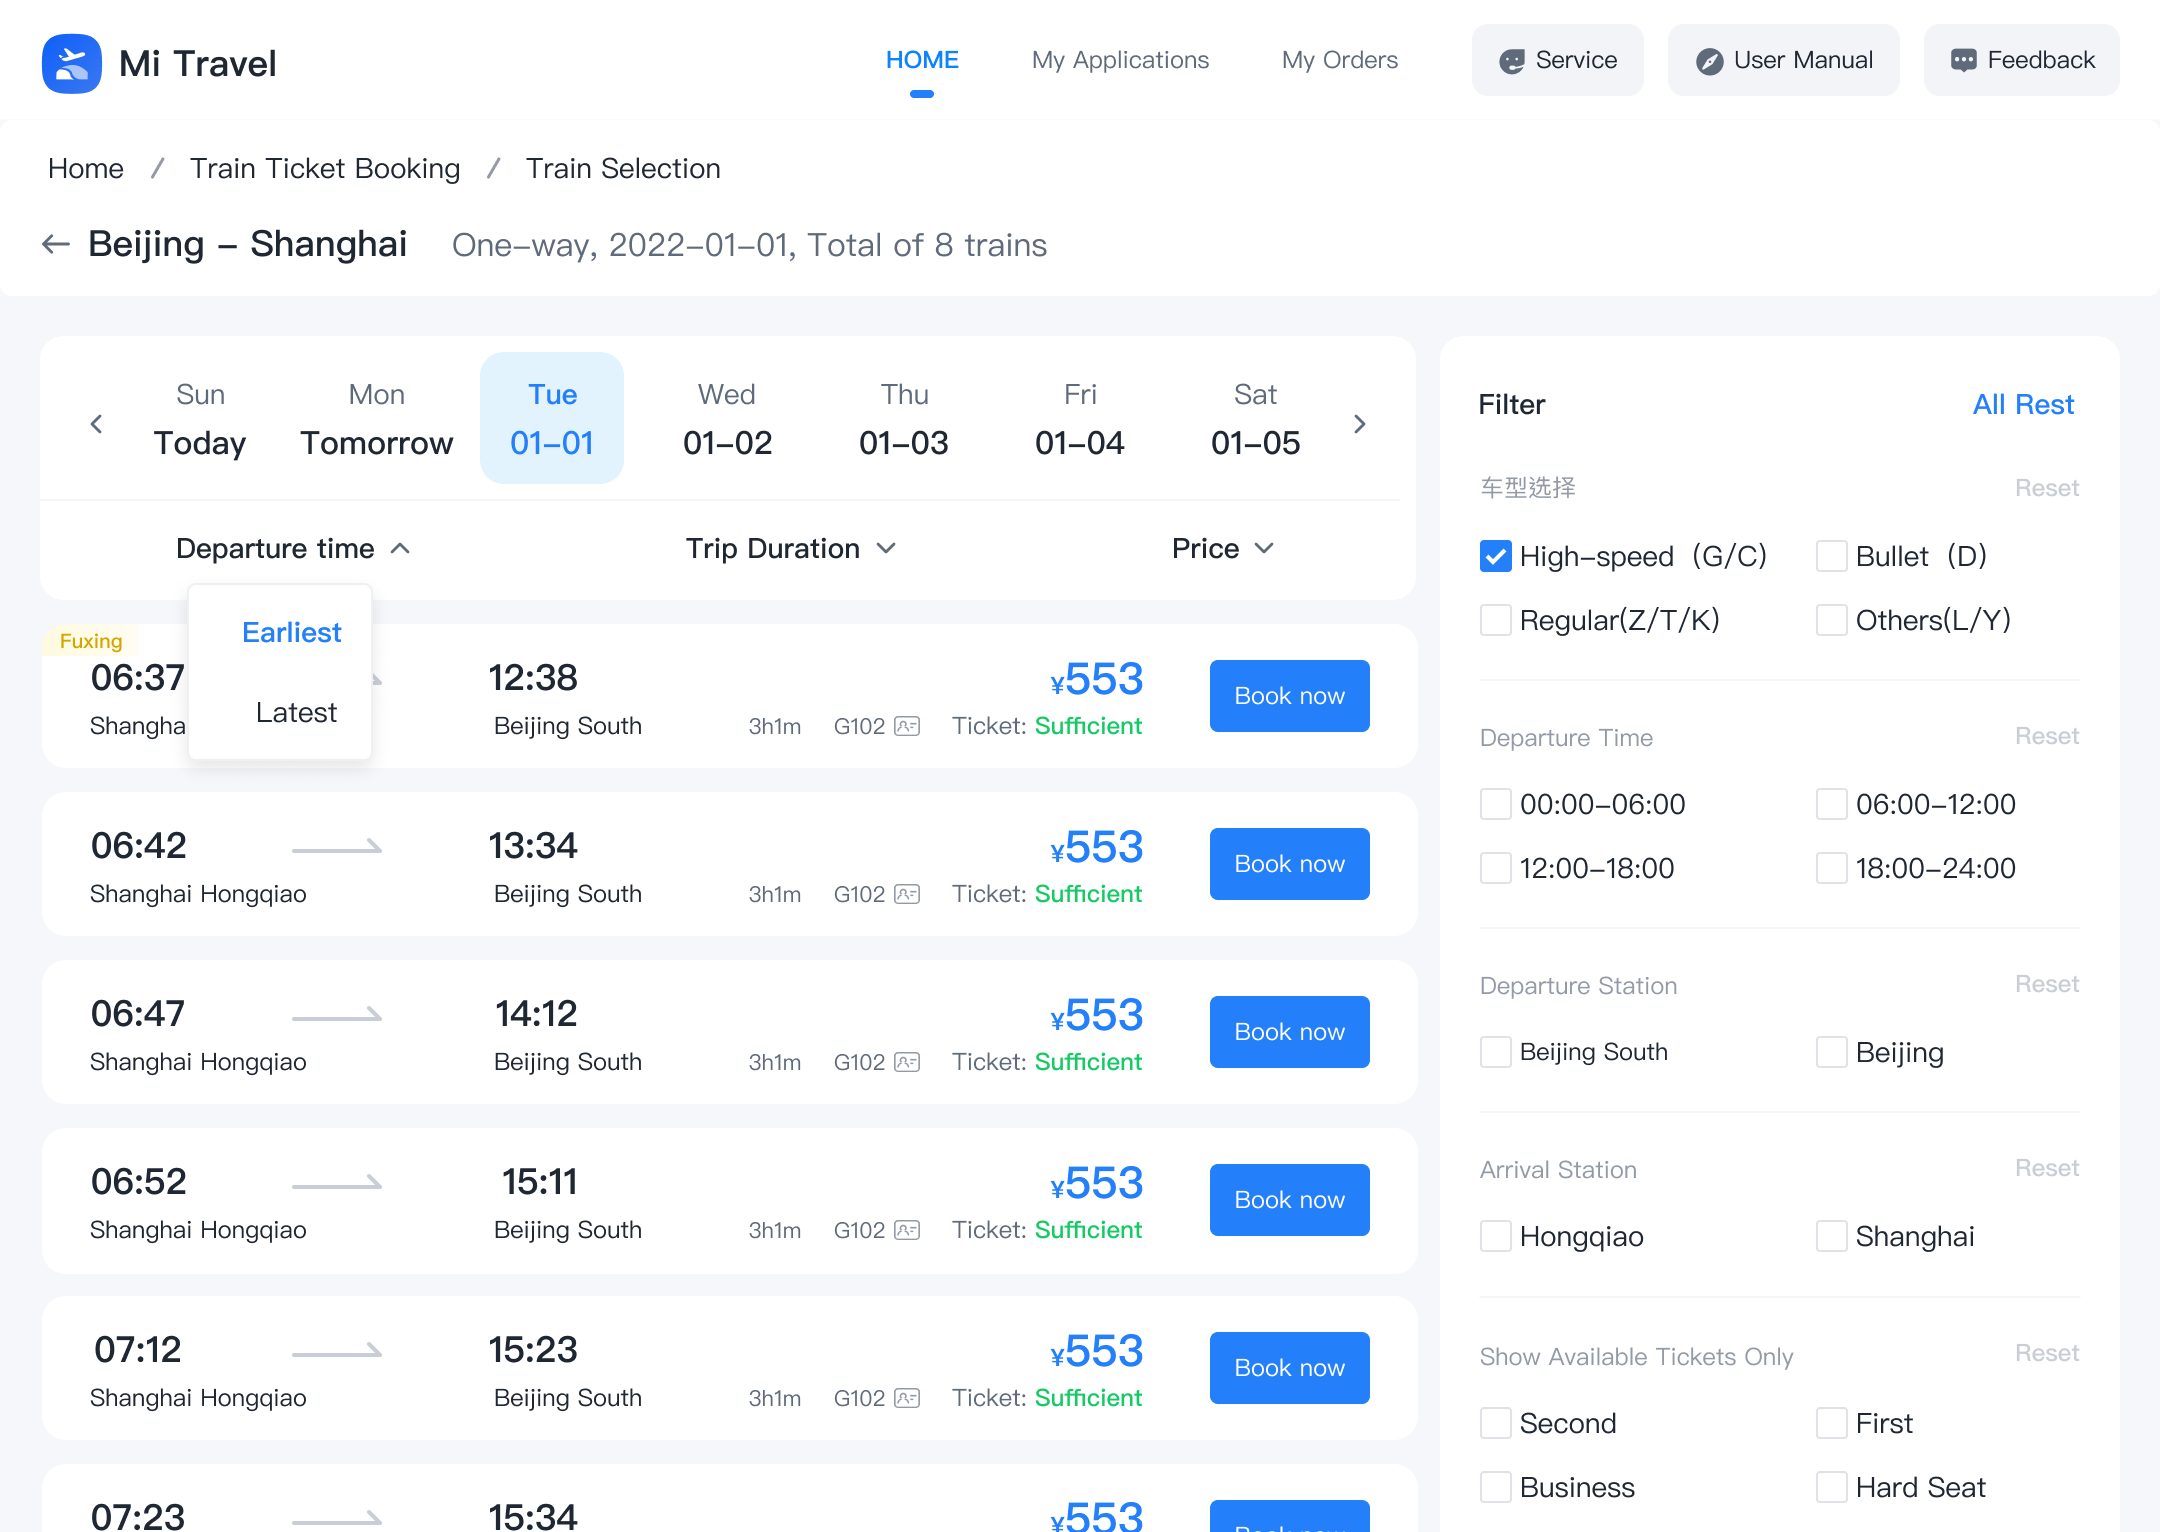 Mi Travel
HOME
My Applications
My Orders
Service
User Manual
Feedback
Home / Train Ticket Booking / Train Selection
Beijing – Shanghai
One–way, 2022–01–01, Total of 8 trains
Sun
Today
Mon
Tomorrow
Tue
01–01
Wed
01–02
Thu
01–03
Fri
01–04
Sat
01–05
Departure time
Trip Duration
Price
Earliest
Latest
Fuxing
06:37
12:38
¥553
Book now
Shangha
Beijing South
3h1m
G102
Ticket: Sufficient
06:42
13:34
¥553
Book now
Shanghai Hongqiao
Beijing South
3h1m
G102
Ticket: Sufficient
06:47
14:12
¥553
Book now
Shanghai Hongqiao
Beijing South
3h1m
G102
Ticket: Sufficient
06:52
15:11
¥553
Book now
Shanghai Hongqiao
Beijing South
3h1m
G102
Ticket: Sufficient
07:12
15:23
¥553
Book now
Shanghai Hongqiao
Beijing South
3h1m
G102
Ticket: Sufficient
07:23
15:34
¥553
Book now
Filter
All Rest
车型选择
Reset
High–speed（G/C）
Bullet（D）
Regular(Z/T/K)
Others(L/Y)
Departure Time
Reset
00:00–06:00
06:00–12:00
12:00–18:00
18:00–24:00
Departure Station
Reset
Beijing South
Beijing
Arrival Station
Reset
Hongqiao
Shanghai
Show Available Tickets Only
Reset
Second
First
Business
Hard Seat